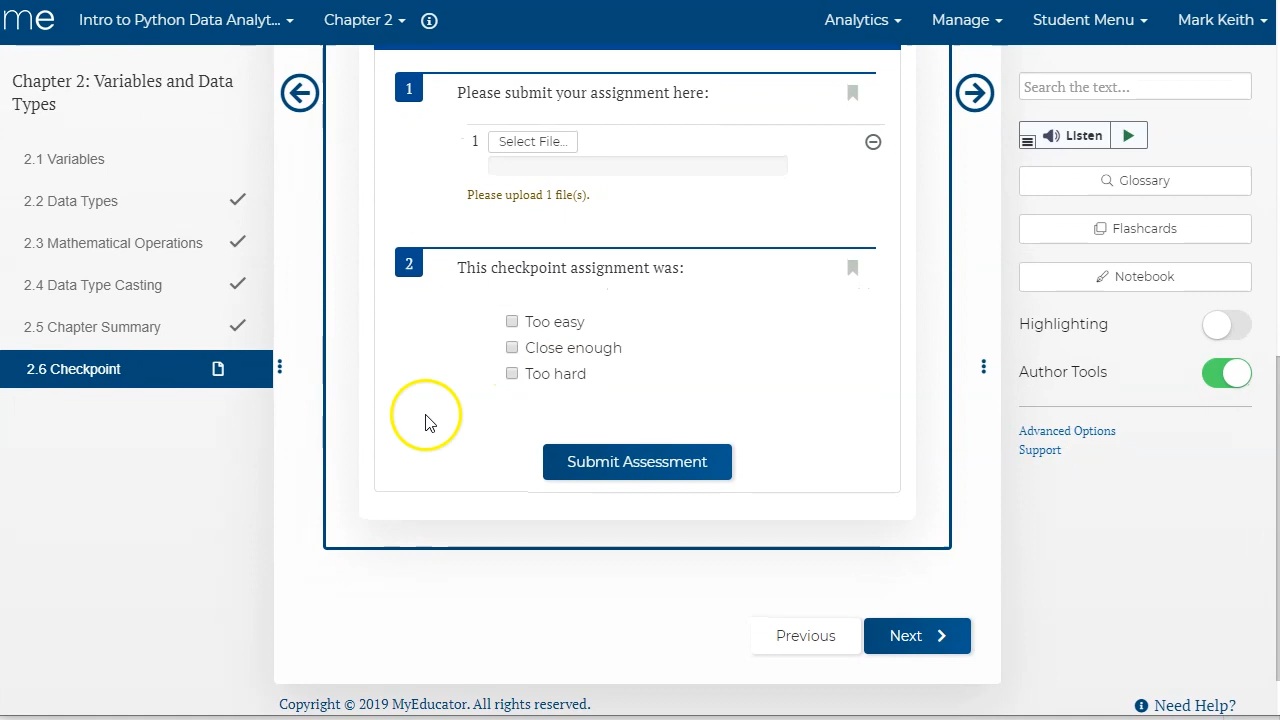 me
Intro to Python Data Analyt...
Chapter 2
Analytics
Manage
Student Menu
Mark Keith
Chapter 2: Variables and Data
Types
2.1 Variables
2.2 Data Types
2.3 Mathematical Operations
2.4 Data Type Casting
2.5 Chapter Summary
2.6 Checkpoint
1
Please submit your assignment here:
1
Select File...
Please upload 1 file(s).
2
This checkpoint assignment was:
Too easy
Close enough
Too hard
Submit Assessment
Previous
Next
Search the text...
Listen
Glossary
Flashcards
Notebook
Highlighting
Author Tools
Advanced Options
Support
Copyright © 2019 MyEducator. All rights reserved.
Need Help?